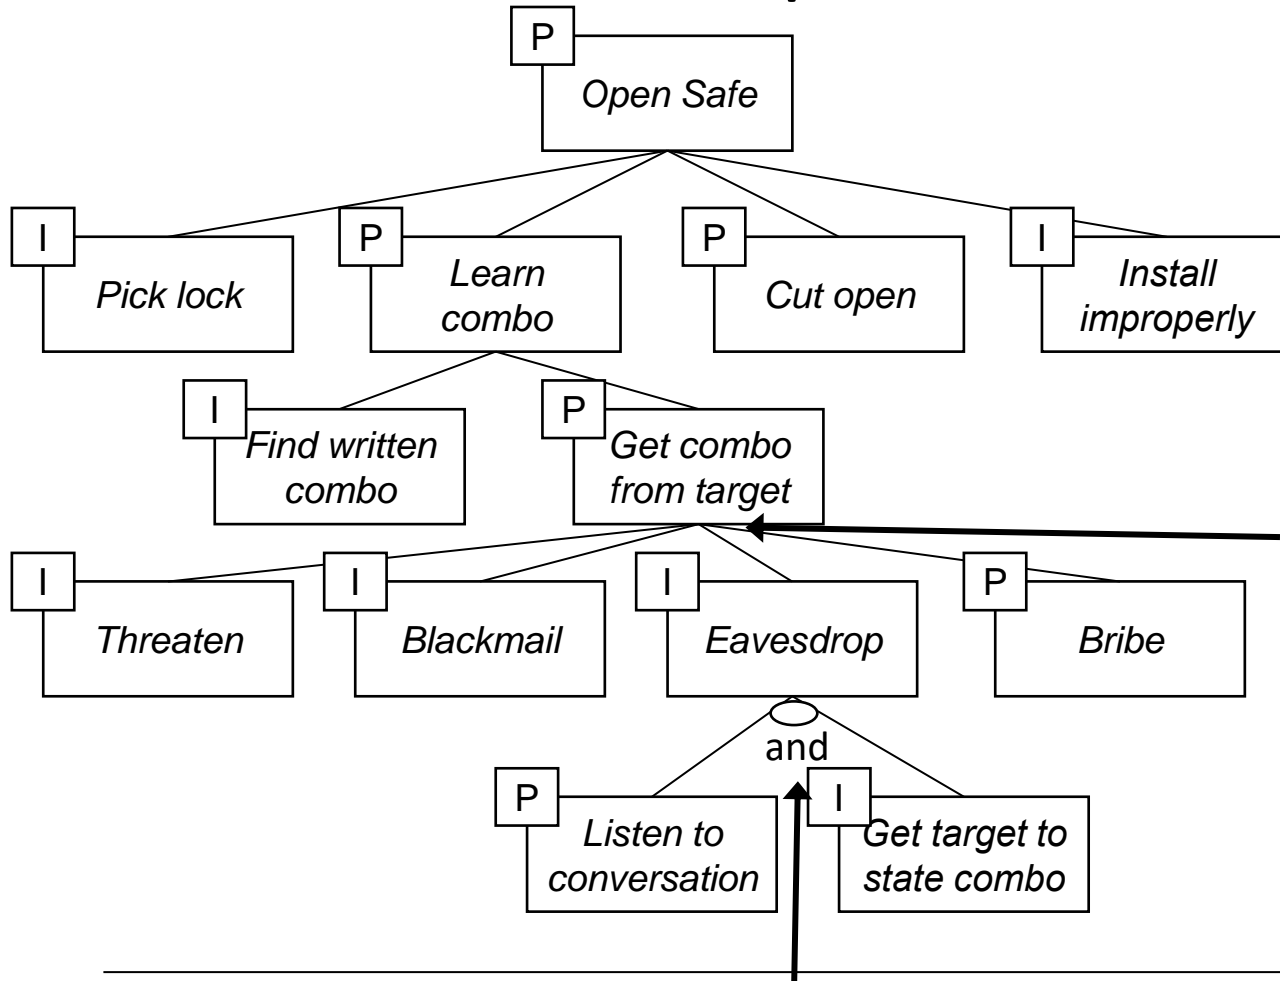 P
Open Safe
I
P
P
I
Pick lock
Learn
combo
Cut open
Install
improperly
I
P
Find written
combo
Get combo
from target
I
I
I
P
Threaten
Blackmail
Eavesdrop
Bribe
and
P
I
Listen to
conversation
Get target to
state combo